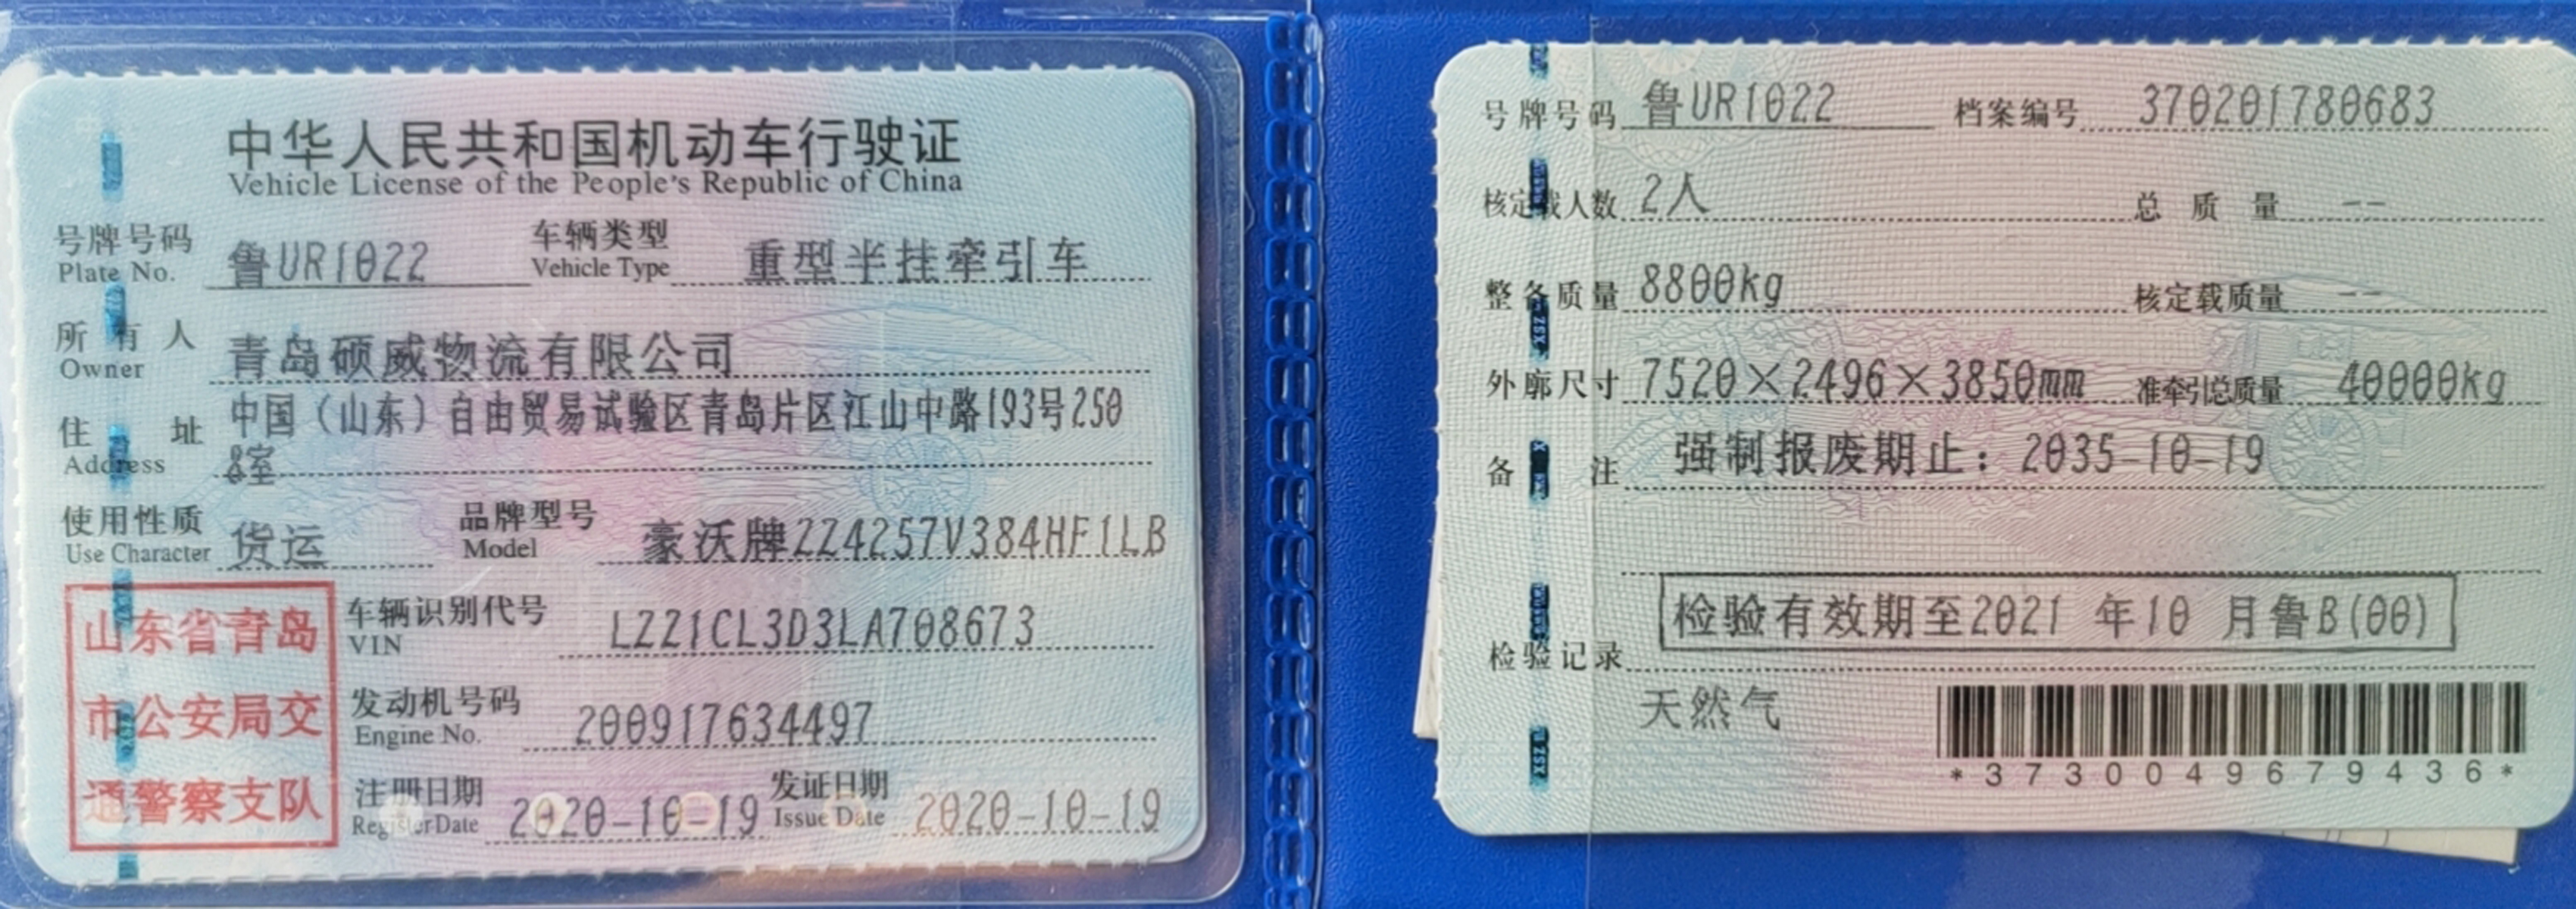 中华人民共和国机动车行驶证
Vehicle License of the People's Republic of China
号牌号码 鲁UR1022 车辆类型 重型半挂牵引车
Plate No. Vehicle Type
所有人 青岛硕威物流有限公司
Owner
住址 中国（山东）自由贸易试验区青岛片区江山中路193号250
Address 8室
使用性质 货运 品牌型号 豪沃牌ZZ4257V384HF1LB
Use Character Model
车辆识别代号 LZZ1CL3D3LA708673
VIN
发动机号码 200917634497
Engine No.
注册日期 2020-10-19 发证日期 2020-10-19
Register Date Issue Date
山东省青岛
市公安局交
通警察支队
号牌号码 鲁UR1022 档案编号 370201780683
核定载人数 2人 总质量 --
整备质量 8800kg 核定载质量 --
外廓尺寸 7520×2496×3850mm 准牵引总质量 40000kg
备注 强制报废期止：2035-10-19
检验有效期至2021 年10 月鲁B(00)
检验记录
天然气
*3730049679436*